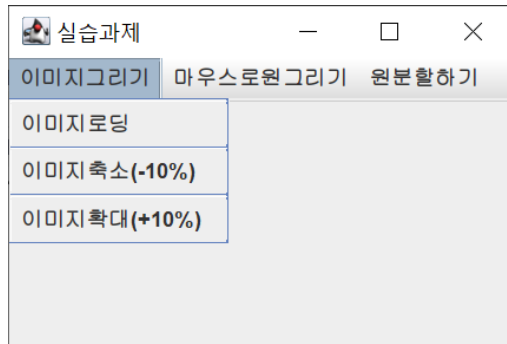 실습과제
이미지그리기 마우스로원그리기 원분할하기
이미지로딩
이미지축소(-10%)
이미지확대(+10%)